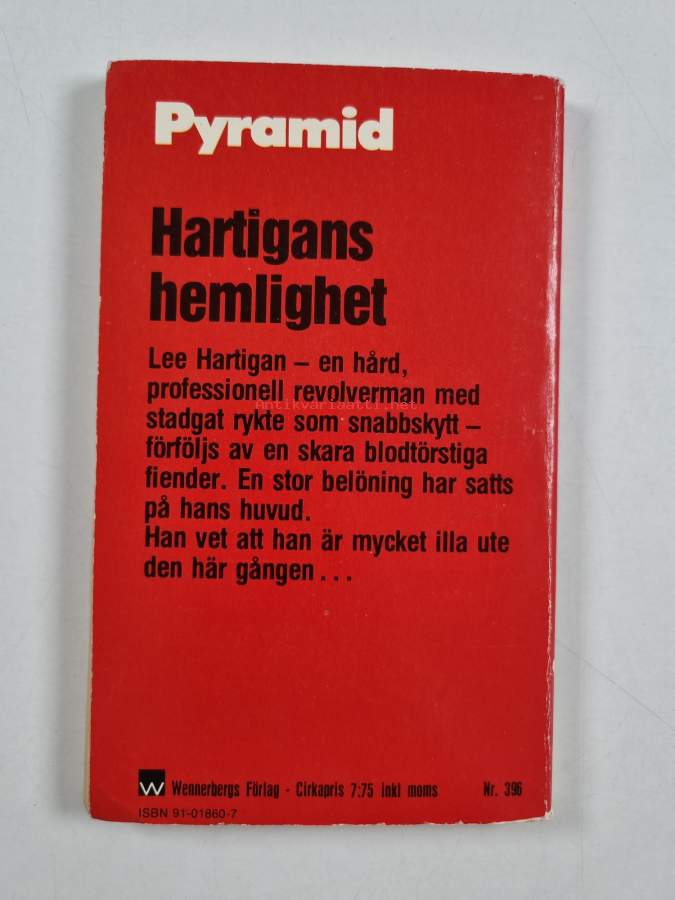 Pyramid
Hartigans
hemlighet
Lee Hartigan – en hård,
professionell revolverman med
Antikvariaatti.net
stadgat rykte som snabbskytt –
förföljs av en skara blodtörstiga
fiender. En stor belöning har satts
på hans huvud.
Han vet att han är mycket illa ute
den här gången . . .
W Wennerbergs Förlag - Cirkapris 7:75 inkl moms Nr. 396
ISBN 91-01860-7